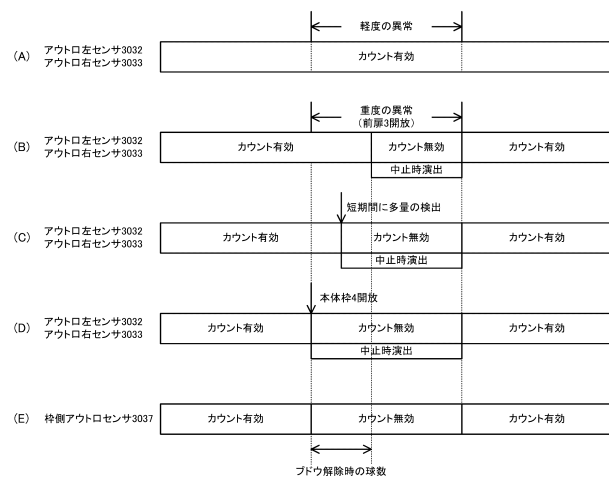 軽度の異常
(A) アウトロ左センサ3032
アウトロ右センサ3033
カウント有効
重度の異常
(前扉3開放)
(B) アウトロ左センサ3032
アウトロ右センサ3033
カウント有効 カウント無効 カウント有効
中止時演出
短期間に多量の検出
(C) アウトロ左センサ3032
アウトロ右センサ3033
カウント有効 カウント無効 カウント有効
中止時演出
本体枠4開放
(D) アウトロ左センサ3032
アウトロ右センサ3033
カウント有効 カウント無効 カウント有効
中止時演出
(E) 枠側アウトロセンサ3037
カウント有効 カウント無効 カウント有効
ブドウ解除時の球数